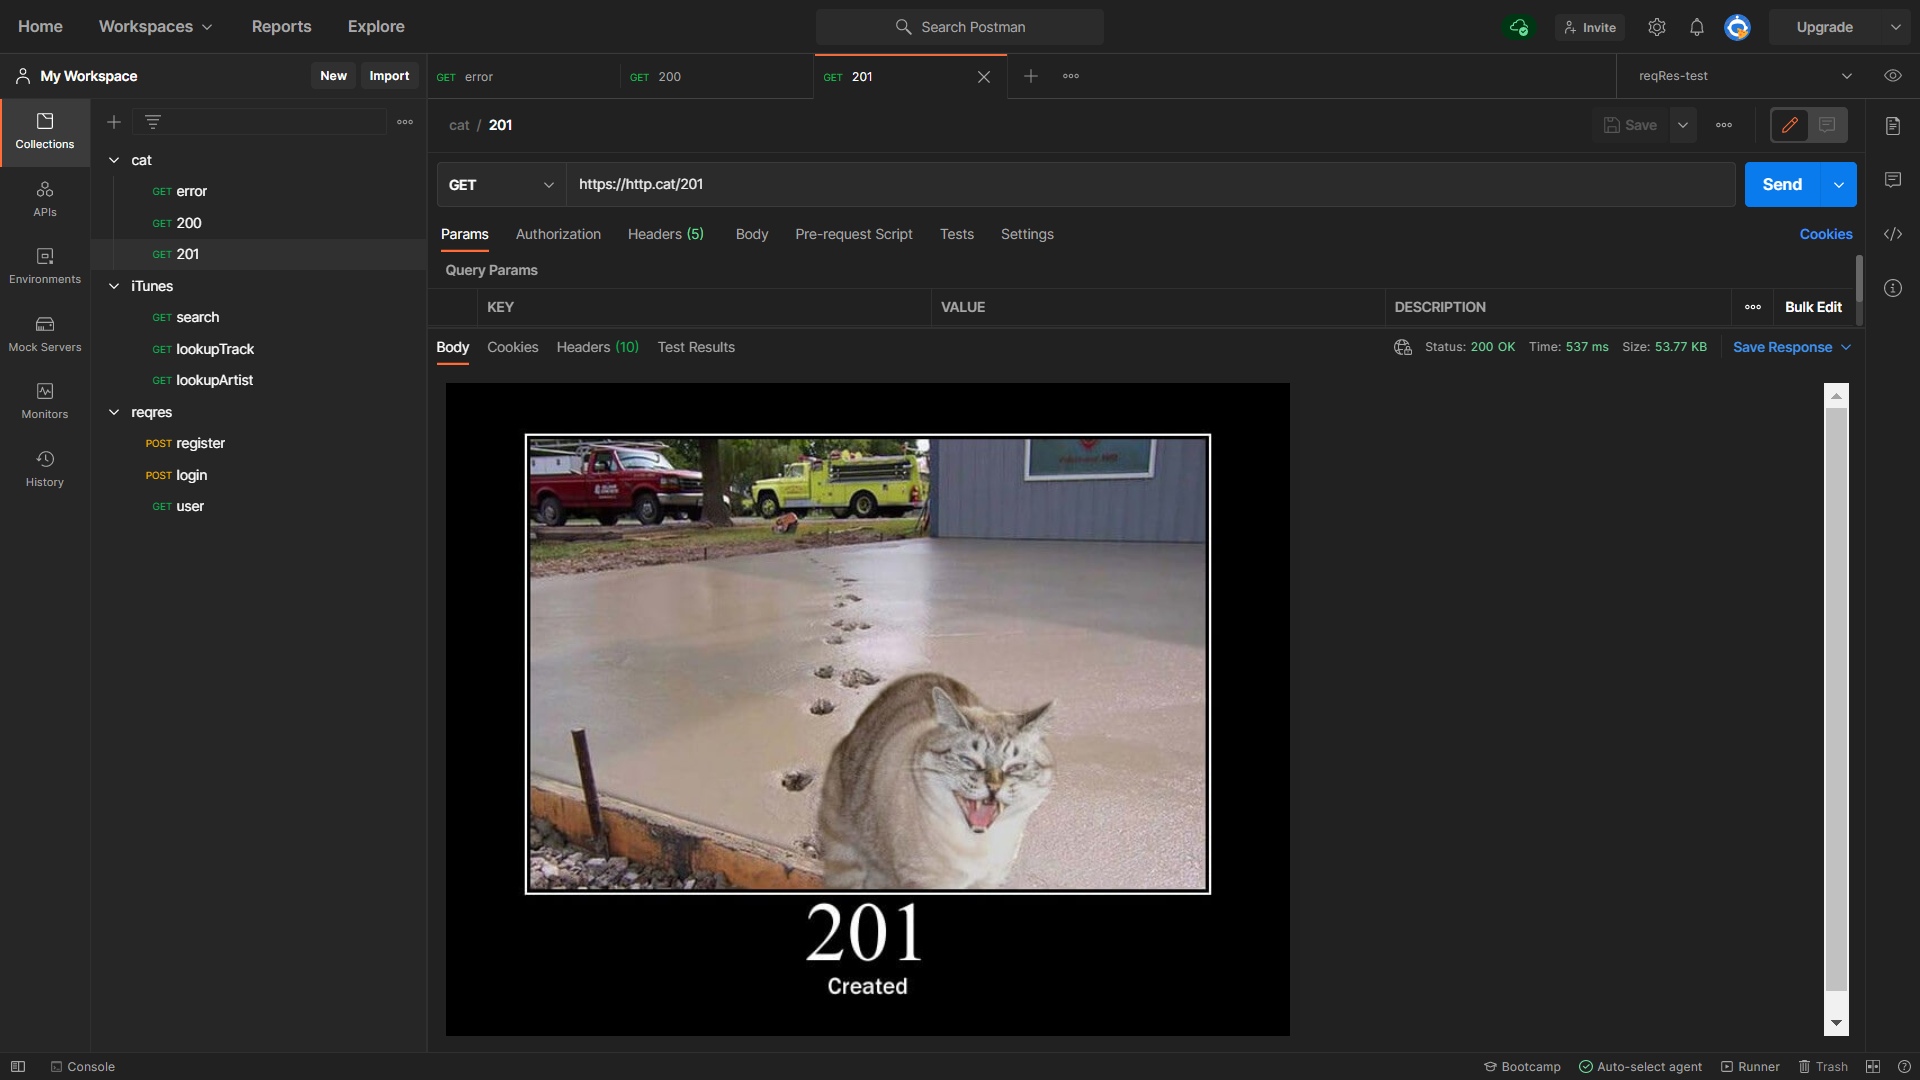 Home Workspaces Reports Explore Search Postman Invite Upgrade
My Workspace New Import GET error GET 200 GET 201 reqRes-test
cat / 201 Save
Collections
APIs
Environments
Mock Servers
Monitors
History
cat
GET error
GET 200
GET 201
iTunes
GET search
GET lookupTrack
GET lookupArtist
reqres
POST register
POST login
GET user
GET https://http.cat/201 Send
Params Authorization Headers (5) Body Pre-request Script Tests Settings Cookies
Query Params
KEY VALUE DESCRIPTION Bulk Edit
Body Cookies Headers (10) Test Results Status: 200 OK Time: 537 ms Size: 53.77 KB Save Response
201
Created
Console Bootcamp Auto-select agent Runner Trash